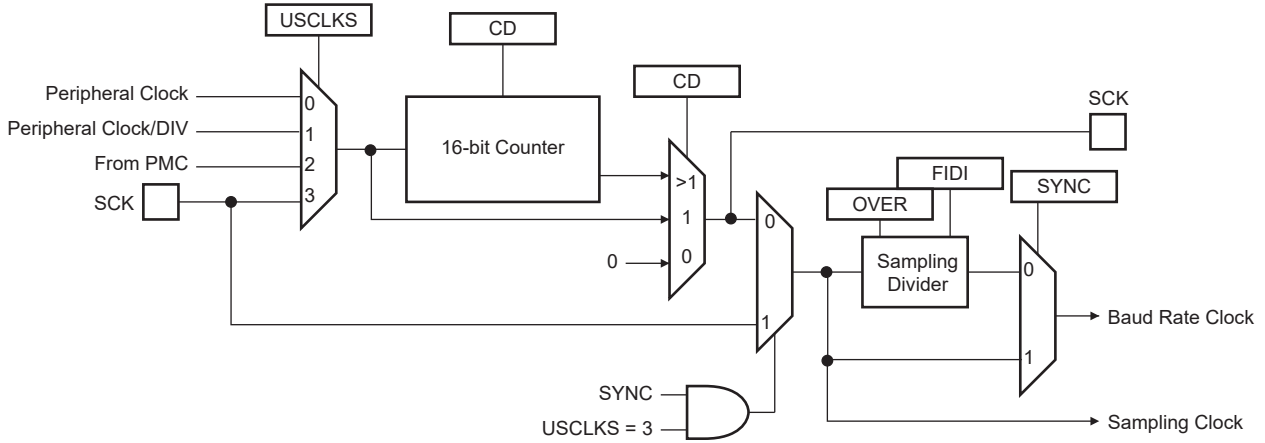 USCLKS
CD
CD
Peripheral Clock
0
Peripheral Clock/DIV
1
From PMC
2
SCK
3
16-bit Counter
>1
1
0
0
SCK
FIDI
OVER
SYNC
0
1
Sampling
Divider
0
1
Baud Rate Clock
SYNC
USCLKS = 3
Sampling Clock